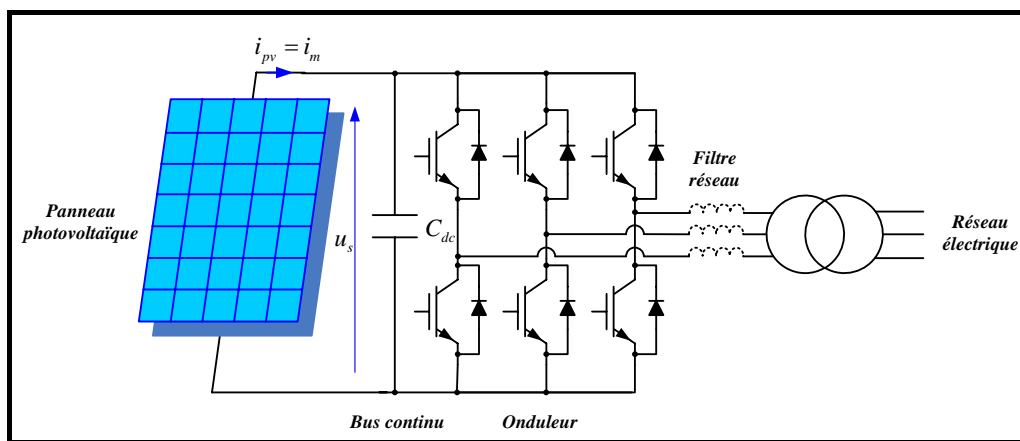 i_pv = i_m
Filtre
réseau
Panneau
photovoltaïque
u_s
C_dc
Réseau
électrique
Bus continu
Onduleur